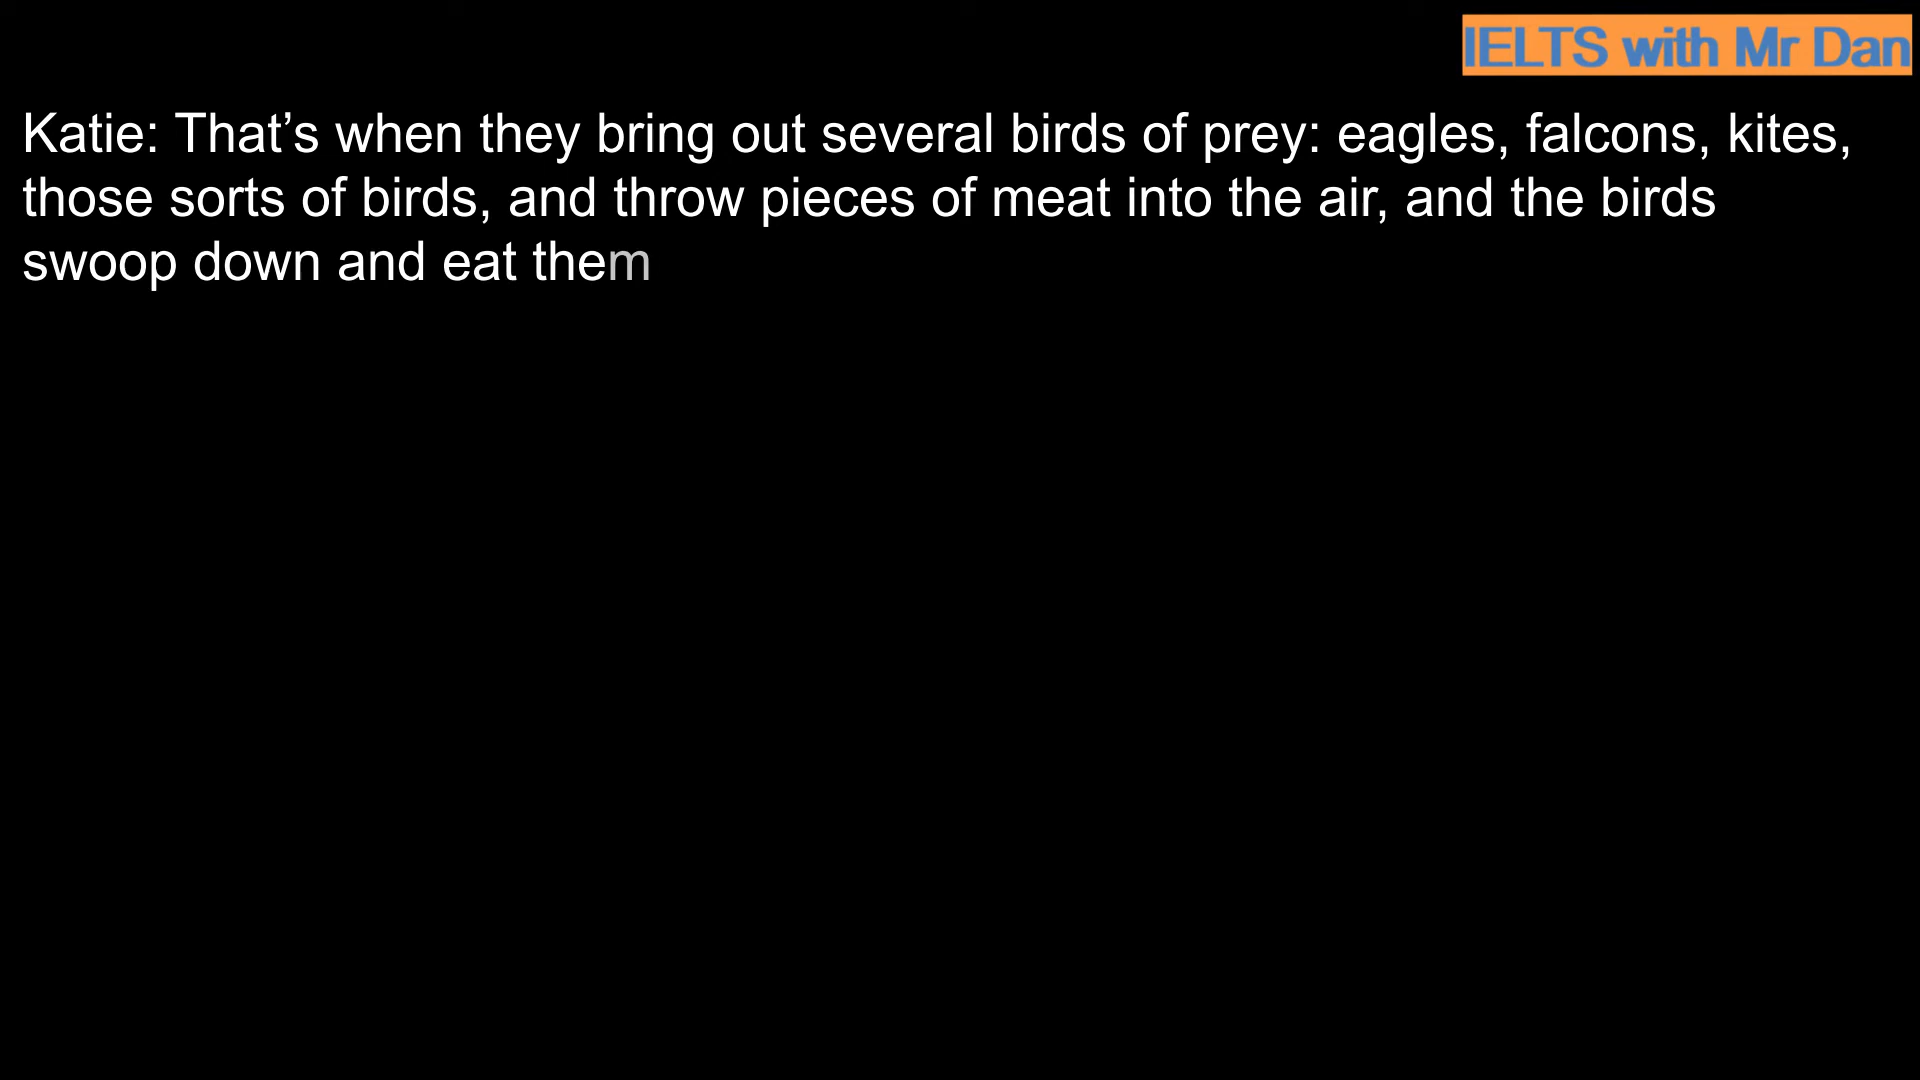 IELTS with Mr Dan
Katie: That’s when they bring out several birds of prey: eagles, falcons, kites,
those sorts of birds, and throw pieces of meat into the air, and the birds
swoop down and eat them